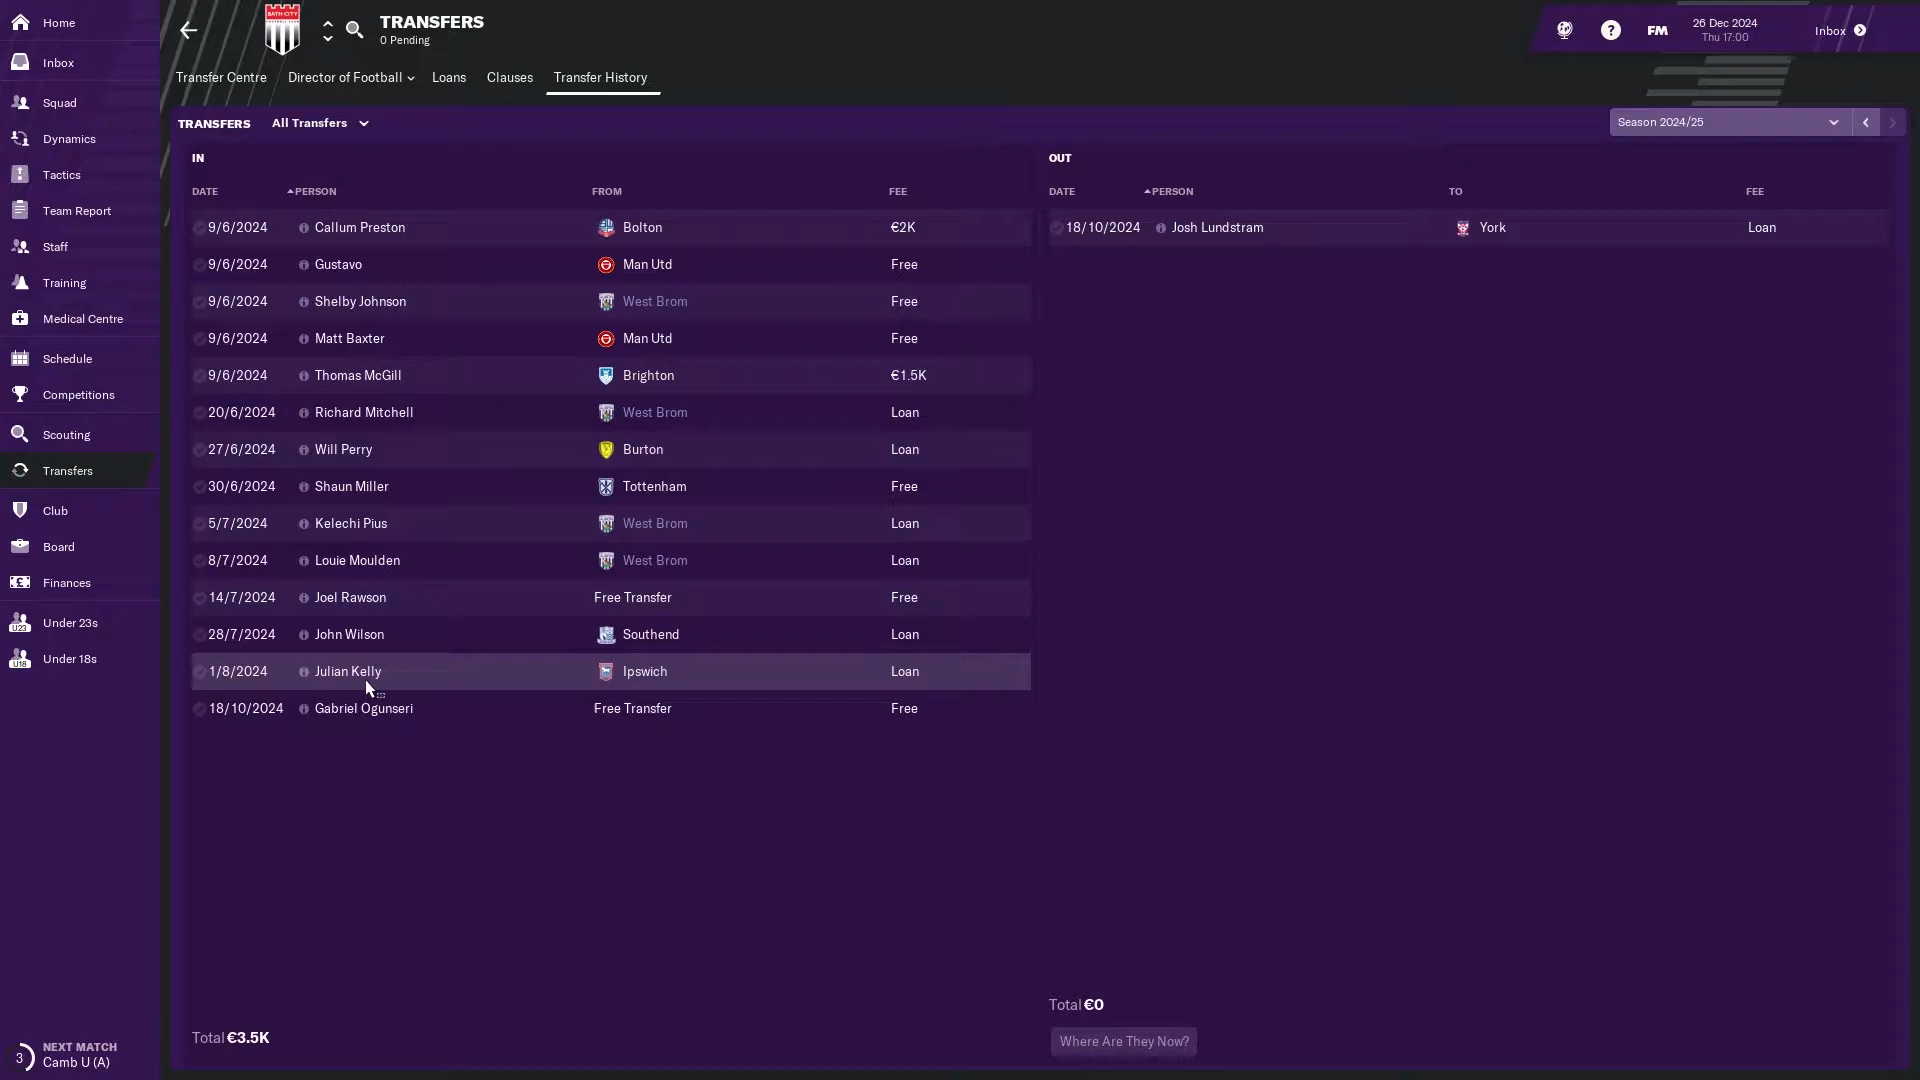 Home
Inbox
Squad
Dynamics
Tactics
Team Report
Staff
Training
Medical Centre
Schedule
Competitions
Scouting
Transfers
Club
Board
Finances
U23 Under 23s
U18 Under 18s
3 NEXT MATCH
Camb U (A)
BATH CITY
TRANSFERS
0 Pending
? FM 26 Dec 2024
Thu 17:00
Inbox
Transfer Centre Director of Football Loans Clauses Transfer History
TRANSFERS All Transfers Season 2024/25
IN
DATE PERSON FROM FEE
9/6/2024 Callum Preston Bolton €2K
9/6/2024 Gustavo Man Utd Free
9/6/2024 Shelby Johnson West Brom Free
9/6/2024 Matt Baxter Man Utd Free
9/6/2024 Thomas McGill Brighton €1.5K
20/6/2024 Richard Mitchell West Brom Loan
27/6/2024 Will Perry Burton Loan
30/6/2024 Shaun Miller Tottenham Free
5/7/2024 Kelechi Pius West Brom Loan
8/7/2024 Louie Moulden West Brom Loan
14/7/2024 Joel Rawson Free Transfer Free
28/7/2024 John Wilson Southend Loan
1/8/2024 Julian Kelly Ipswich Loan
18/10/2024 Gabriel Ogunseri Free Transfer Free
Total €3.5K
OUT
DATE PERSON TO FEE
18/10/2024 Josh Lundstram York Loan
Total €0
Where Are They Now?